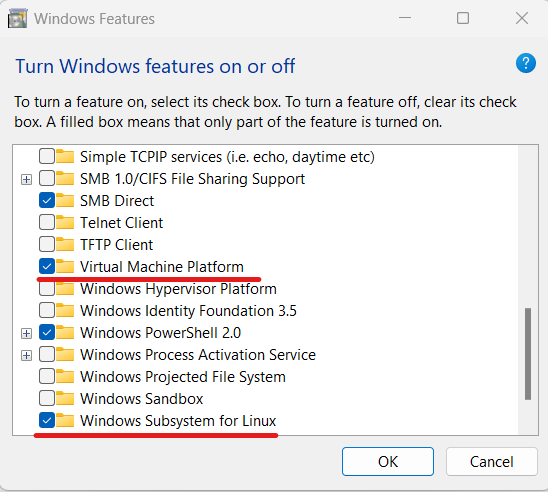 Windows Features
Turn Windows features on or off
?
To turn a feature on, select its check box. To turn a feature off, clear its check
box. A filled box means that only part of the feature is turned on.
Simple TCPIP services (i.e. echo, daytime etc)
SMB 1.0/CIFS File Sharing Support
SMB Direct
Telnet Client
TFTP Client
Virtual Machine Platform
Windows Hypervisor Platform
Windows Identity Foundation 3.5
Windows PowerShell 2.0
Windows Process Activation Service
Windows Projected File System
Windows Sandbox
Windows Subsystem for Linux
OK
Cancel